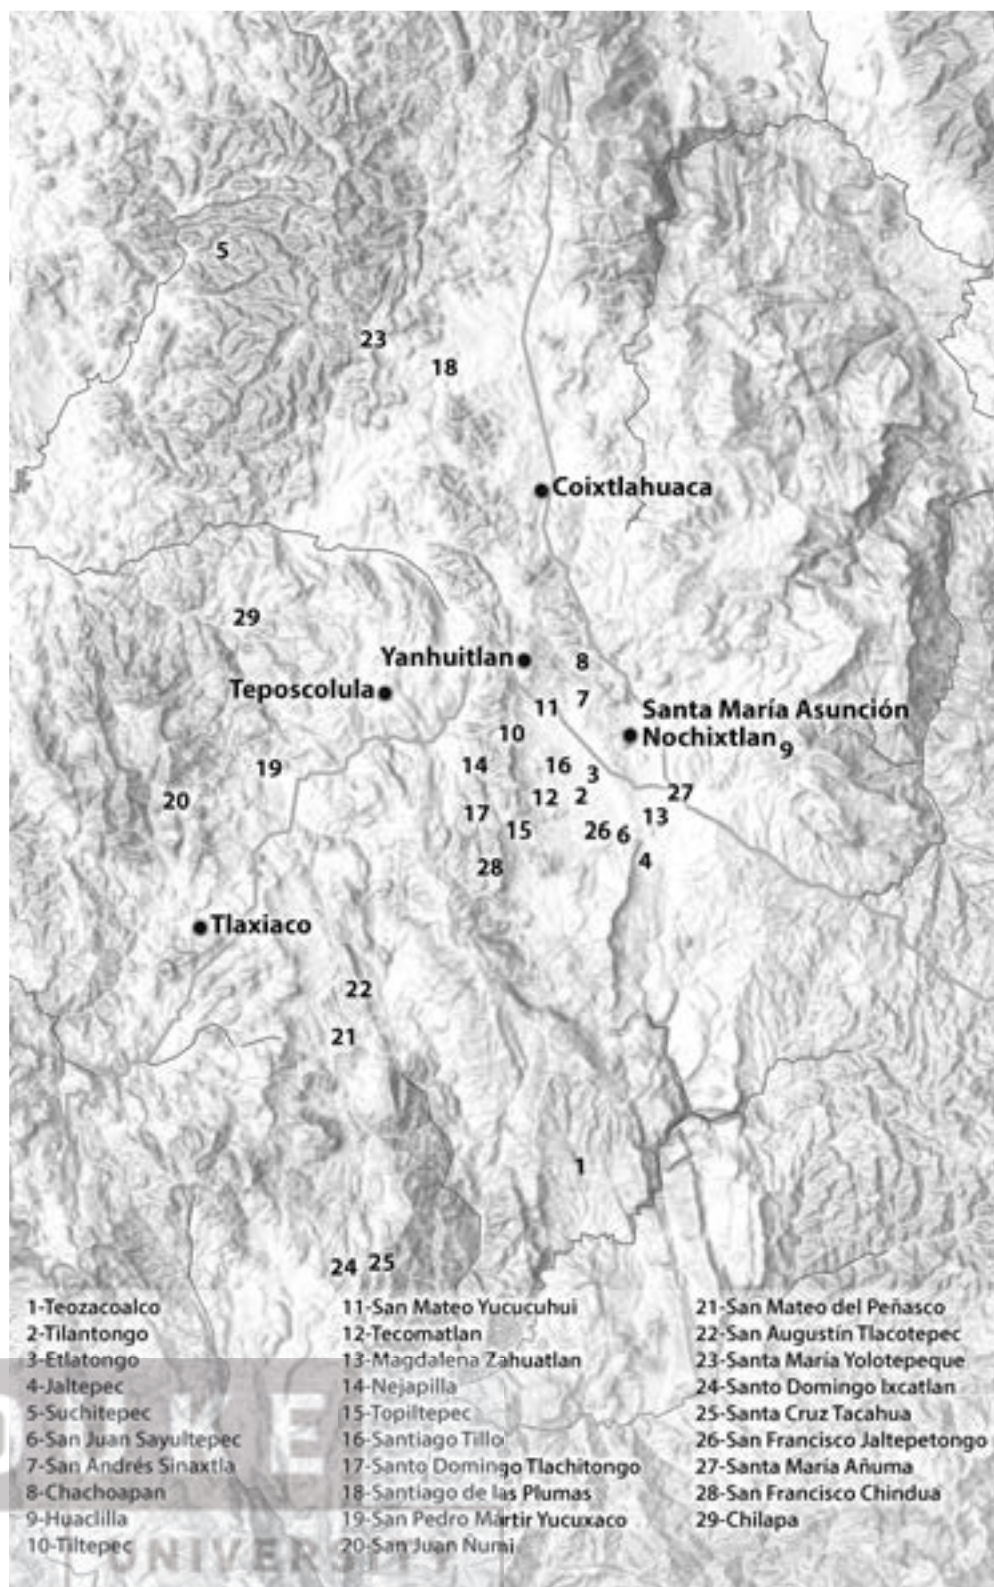 5
23
18
Coixtlahuaca
29
Yanhuitlan
8
Teposcolula
7
11
Santa María Asunción
Nochixtlan
9
10
14
16
19
3
27
20
12
2
17
13
15
26
6
28
4
Tlaxiaco
22
21
1
24
25
1-Teozacoalco
2-Tilantongo
3-Etlatongo
4-Jaltepec
5-Suchitepec
6-San Juan Sayultepec
7-San Andrés Sinaxtla
8-Chachoapan
9-Huaclilla
10-Tiltepec
11-San Mateo Yucucuhui
12-Tecomatlan
13-Magdalena Zahuatlan
14-Nejapilla
15-Topiltepec
16-Santiago Tillo
17-Santo Domingo Tlachitongo
18-Santiago de las Plumas
19-San Pedro Mártir Yucuxaco
20-San Juan Ñumi
21-San Mateo del Peñasco
22-San Augustín Tlacotepec
23-Santa María Yolotepeque
24-Santo Domingo Ixcatlan
25-Santa Cruz Tacahua
26-San Francisco Jaltepetongo
27-Santa María Añuma
28-San Francisco Chindua
29-Chilapa